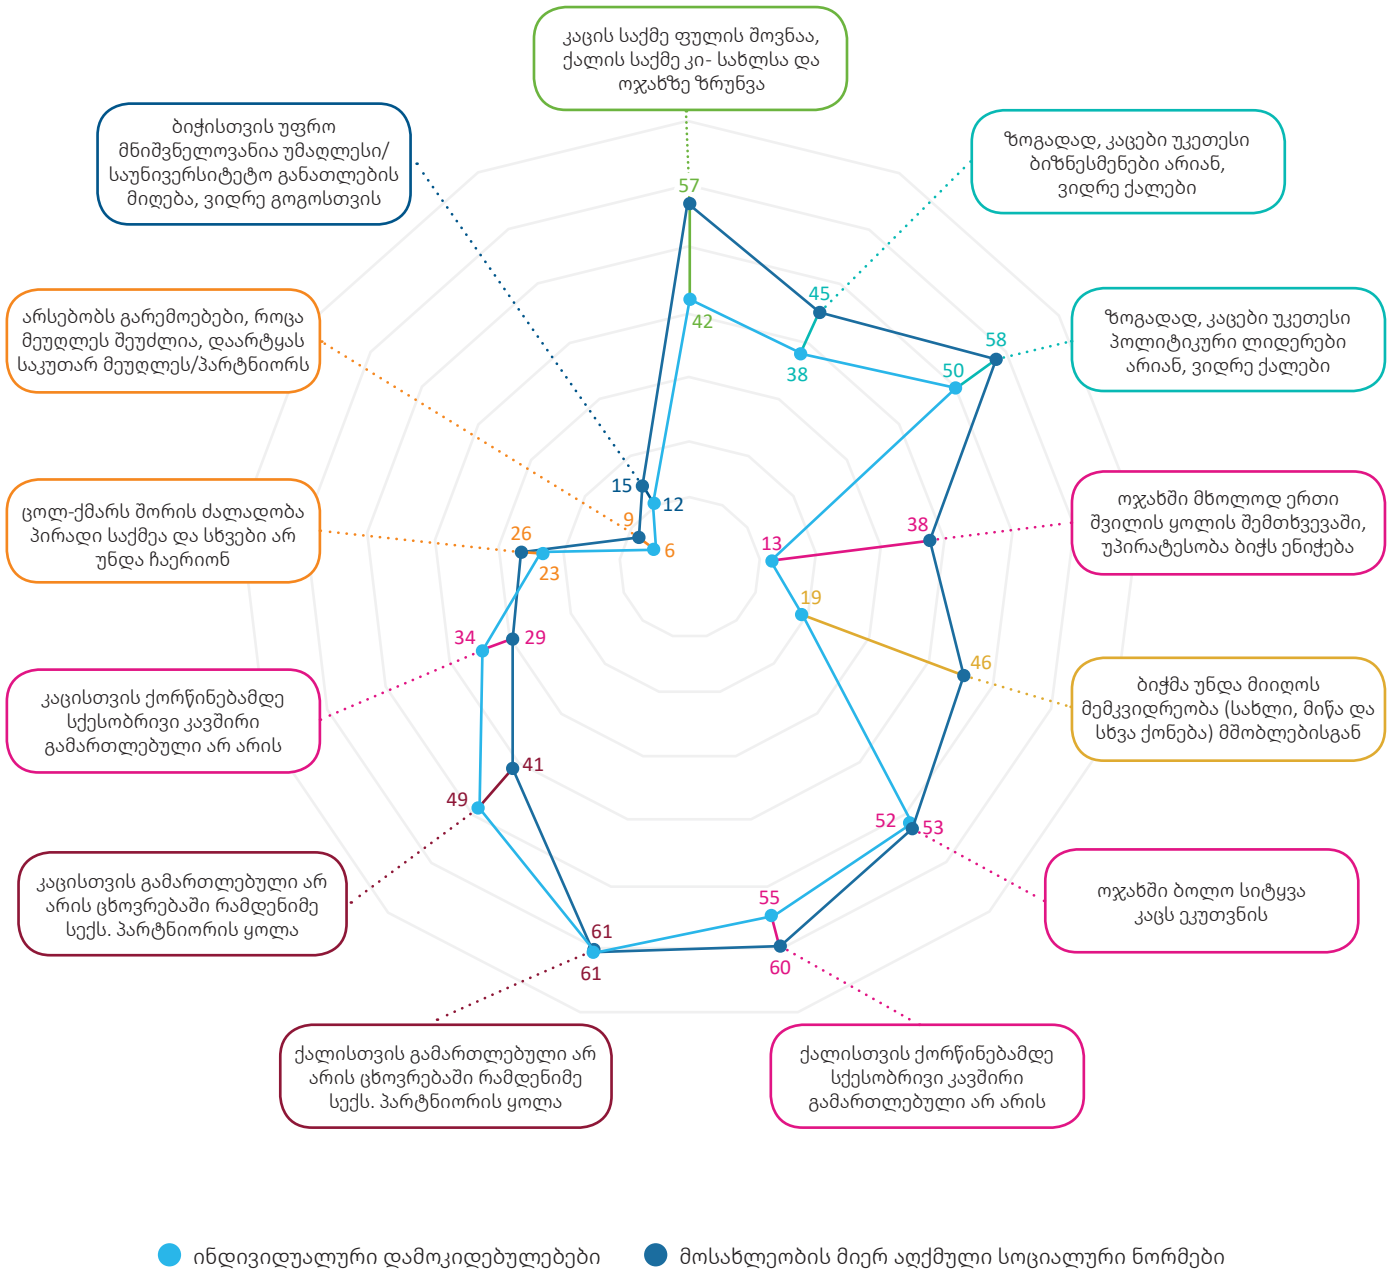 კაცის საქმე ფულის შოვნაა,
ქალის საქმე კი- სახლსა და
ოჯახზე ზრუნვა
ზოგადად, კაცები უკეთესი
ბიზნესმენები არიან,
ვიდრე ქალები
ზოგადად, კაცები უკეთესი
პოლიტიკური ლიდერები
არიან, ვიდრე ქალები
ოჯახში მხოლოდ ერთი
შვილის ყოლის შემთხვევაში,
უპირატესობა ბიჭს ენიჭება
ბიჭმა უნდა მიიღოს
მემკვიდრეობა (სახლი, მიწა და
სხვა ქონება) მშობლებისგან
ოჯახში ბოლო სიტყვა
კაცს ეკუთვნის
ქალისთვის ქორწინებამდე
სქესობრივი კავშირი
გამართლებული არ არის
ქალისთვის გამართლებული არ
არის ცხოვრებაში რამდენიმე
სექს. პარტნიორის ყოლა
კაცისთვის გამართლებული არ
არის ცხოვრებაში რამდენიმე
სექს. პარტნიორის ყოლა
კაცისთვის ქორწინებამდე
სქესობრივი კავშირი
გამართლებული არ არის
ცოლ-ქმარს შორის ძალადობა
პირადი საქმეა და სხვები არ
უნდა ჩაერიონ
არსებობს გარემოებები, როცა
მეუღლეს შეუძლია, დაარტყას
საკუთარ მეუღლეს/პარტნიორს
ბიჭისთვის უფრო
მნიშვნელოვანია უმაღლესი/
საუნივერსიტეტო განათლების
მიღება, ვიდრე გოგოსთვის
57
42
45
38
58
50
38
13
19
46
52
53
55
60
61
61
49
41
34
29
26
23
9
6
15
12
ინდივიდუალური დამოკიდებულებები
მოსახლეობის მიერ აღქმული სოციალური ნორმები